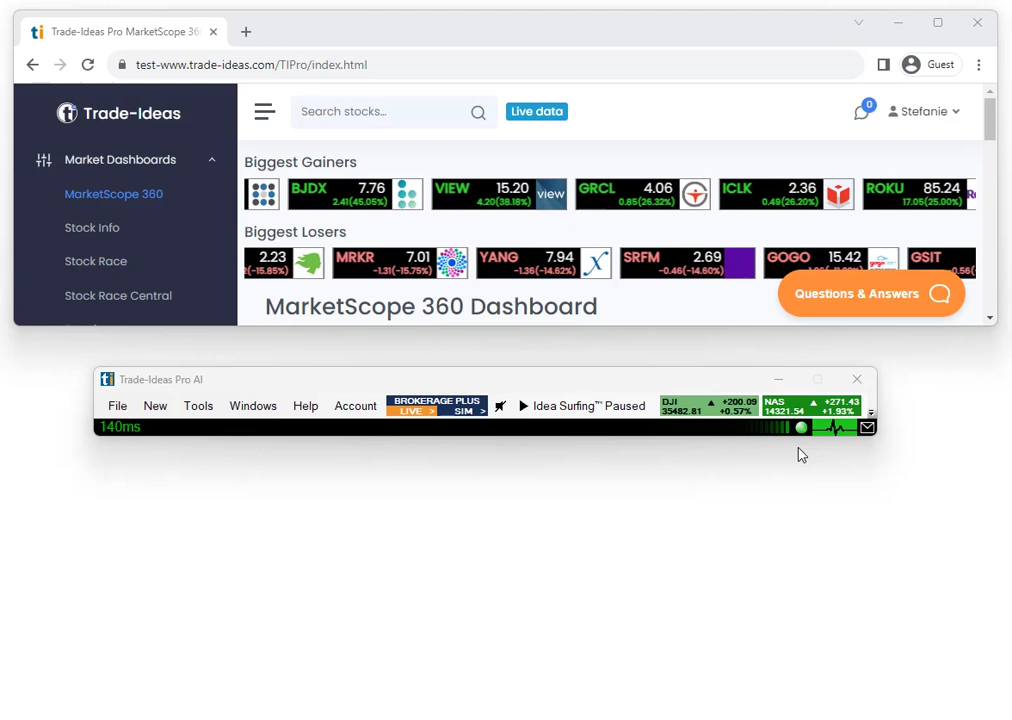 Trade-Ideas Pro MarketScope 36
test-www.trade-ideas.com/TIPro/index.html
Guest
Trade-Ideas
Search stocks...
Live data
0
Stefanie
Market Dashboards
MarketScope 360
Stock Info
Stock Race
Stock Race Central
Biggest Gainers
BJDX 7.76
2.41(45.05%)
VIEW 15.20
4.20(38.18%)
view
GRCL 4.06
0.85(26.32%)
ICLK 2.36
0.49(26.20%)
ROKU 85.24
17.05(25.00%)
Biggest Losers
2.23
(-15.85%)
MRKR 7.01
-1.31(-15.75%)
YANG 7.94
-1.36(-14.62%)
X
SRFM 2.69
-0.46(-14.60%)
GOGO 15.42
GSIT
MarketScope 360 Dashboard
Questions & Answers
ti Trade-Ideas Pro AI
File New Tools Windows Help Account
BROKERAGE PLUS
LIVE > SIM >
Idea Surfing™ Paused
DJI ▲ +200.09
35482.81 +0.57%
NAS ▲ +271.43
14321.54 +1.93%
140ms